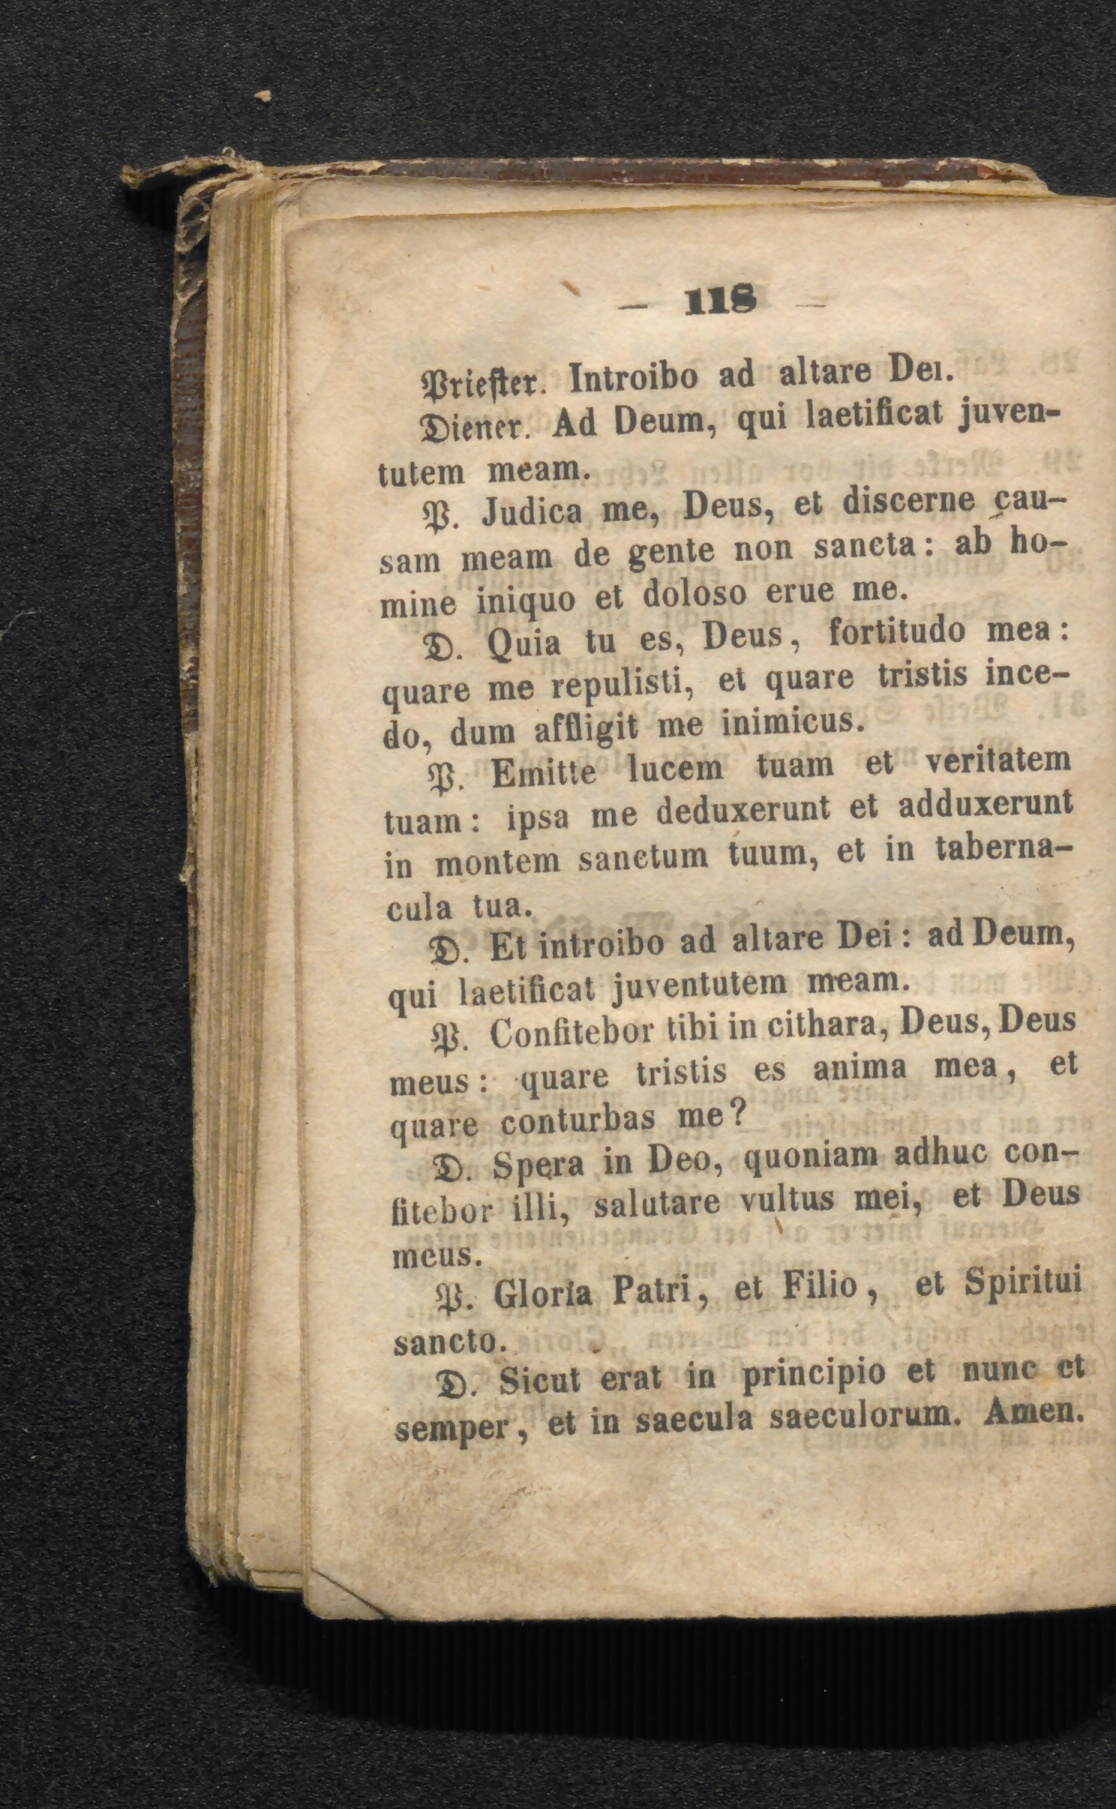 — 118 —
Priester. Introibo ad altare Dei.
Diener. Ad Deum, qui laetificat juven-
tutem meam.
P. Judica me, Deus, et discerne cau-
sam meam de gente non sancta: ab ho-
mine iniquo et doloso erue me.
D. Quia tu es, Deus, fortitudo mea:
quare me repulisti, et quare tristis ince-
do, dum affligit me inimicus.
P. Emitte lucem tuam et veritatem
tuam: ipsa me deduxerunt et adduxerunt
in montem sanctum tuum, et in taberna-
cula tua.
D. Et introibo ad altare Dei: ad Deum,
qui laetificat juventutem meam.
P. Confitebor tibi in cithara, Deus, Deus
meus: quare tristis es anima mea, et
quare conturbas me?
D. Spera in Deo, quoniam adhuc con-
fitebor illi, salutare vultus mei, et Deus
meus.
P. Gloria Patri, et Filio, et Spiritui
sancto.
D. Sicut erat in principio et nunc et
semper, et in saecula saeculorum. Amen.